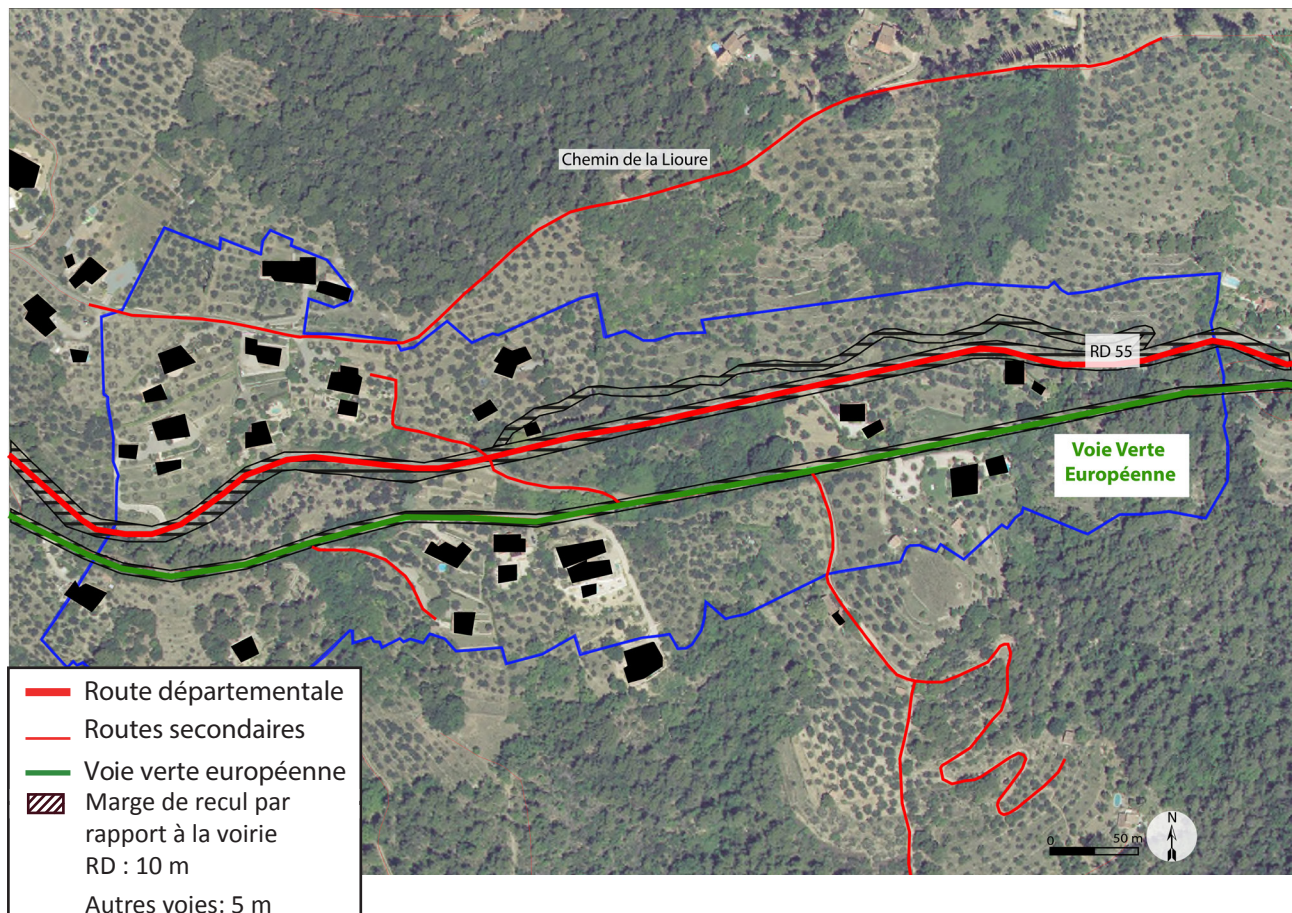 Chemin de la Lioure
RD 55
Voie Verte
Européenne
Route départementale
Routes secondaires
Voie verte européenne
Marge de recul par
rapport à la voirie
RD : 10 m
Autres voies: 5 m
0 50 m
N